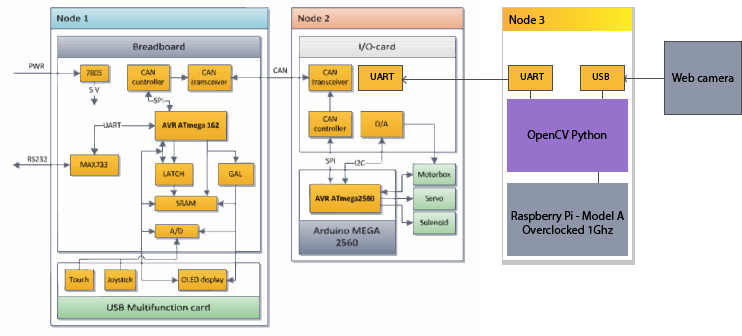 Node 1
Breadboard
PWR
7805
5 V
CAN
controller
CAN
transceiver
SPI
UART
AVR ATmega 162
RS232
MAX233
LATCH
GAL
SRAM
A/D
Touch
Joystick
OLED display
USB Multifunction card
CAN
Node 2
I/O-card
CAN
transceiver
UART
CAN
controller
D/A
SPI
I2C
AVR ATmega2560
Arduino MEGA
2560
Motorbox
Servo
Solenoid
Node 3
UART
USB
OpenCV Python
Raspberry Pi - Model A
Overclocked 1Ghz
Web camera